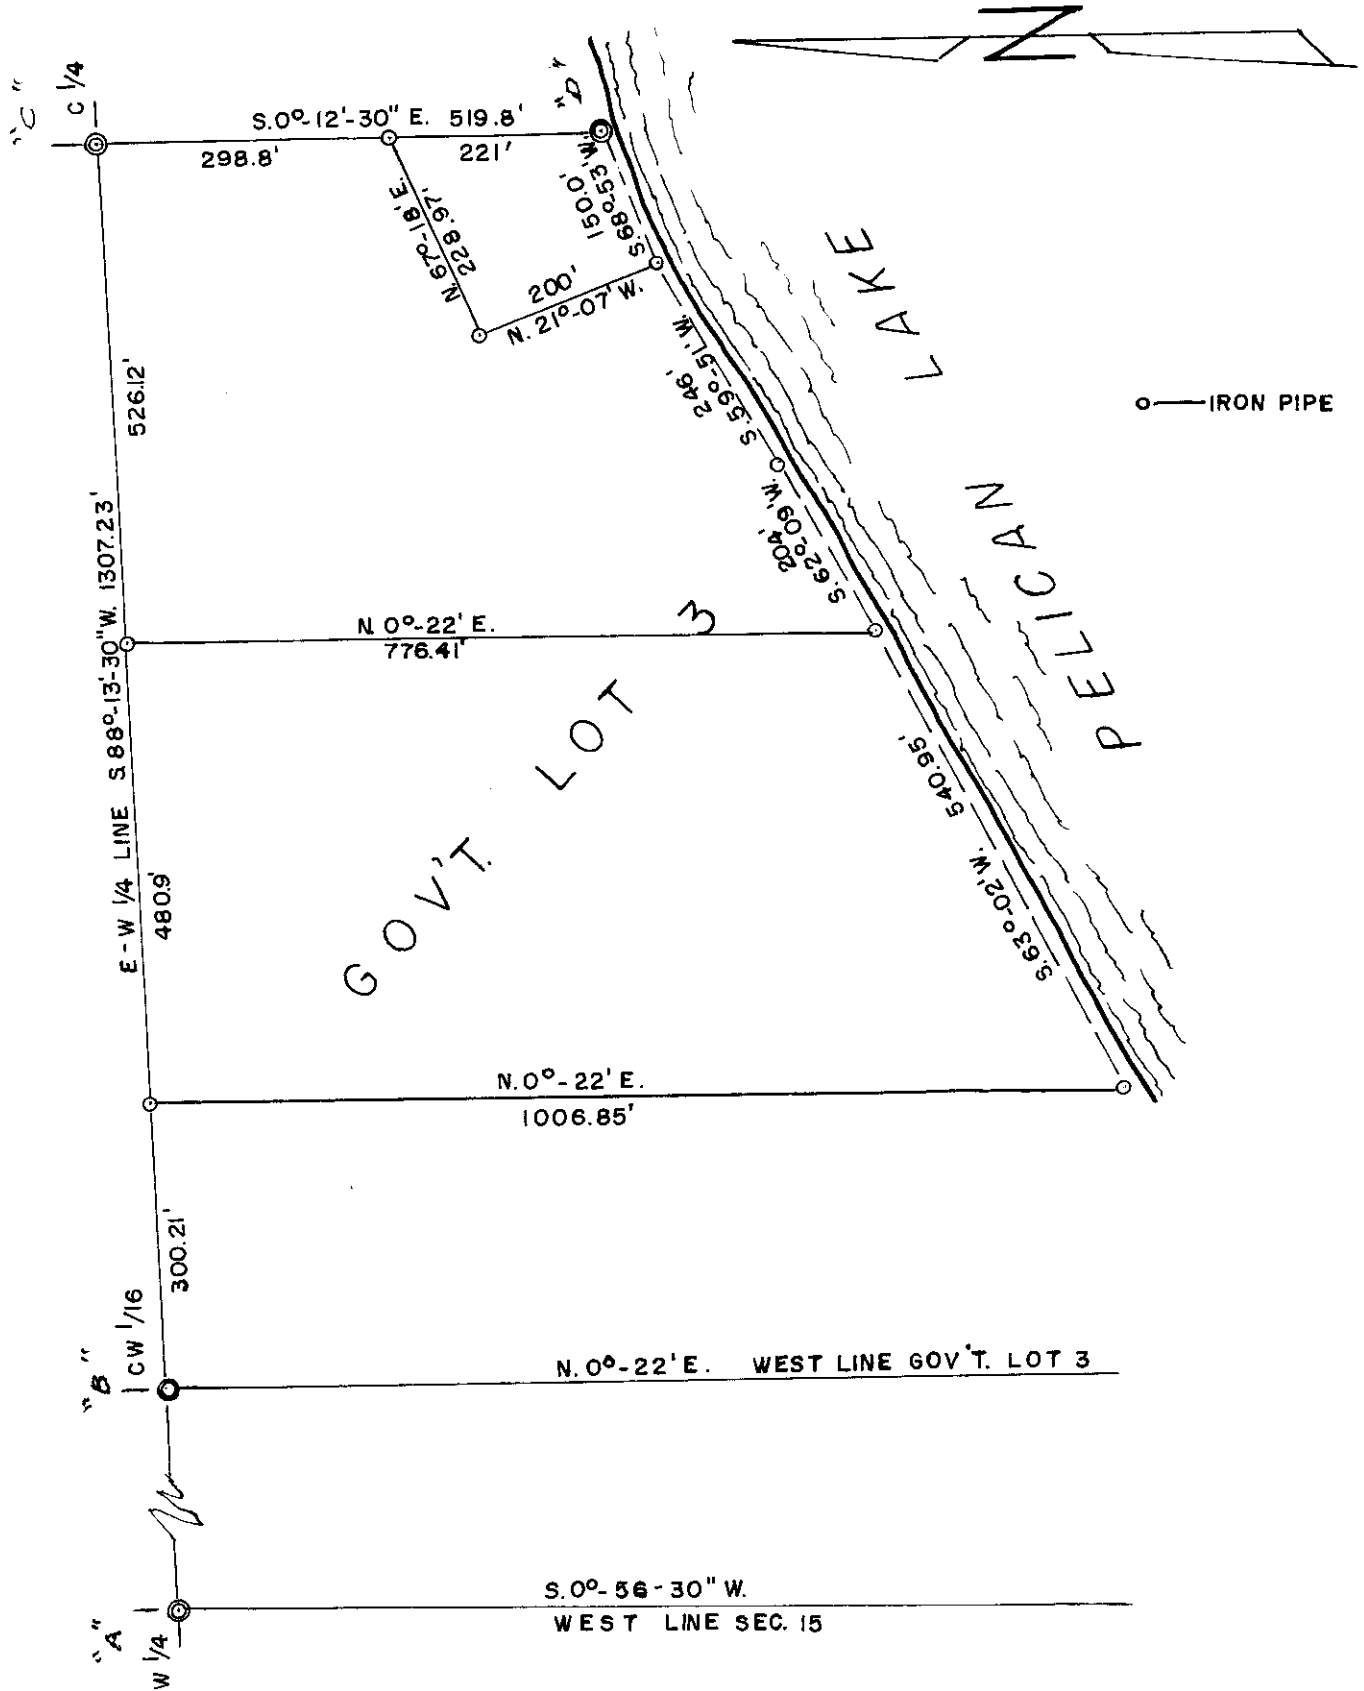 N
"C"
C 1/4
S.0°-12'-30" E. 519.8'
298.8'
221'
"D"
150.0'
S.68°-53'W.
N. 67°-18'E.
228.97'
200'
N. 21°-07' W.
246'
S.59°-51'W.
204'
S.62°-09'W.
526.12'
E-W 1/4 LINE S.88°-13'-30"W. 1307.23'
480.9'
N. 0°-22' E.
776.41'
GOV'T. LOT 3
540.95'
S.63°-02'W.
PELICAN LAKE
o—IRON PIPE
N.0°-22' E.
1006.85'
300.21'
CW 1/16
"B"
N.0°-22'E. WEST LINE GOV'T. LOT 3
"A"
W 1/4
S.0°-56-30" W.
WEST LINE SEC. 15